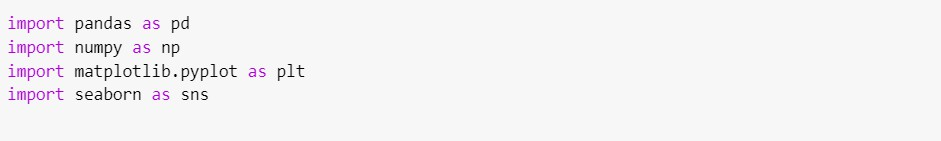 import pandas as pd
import numpy as np
import matplotlib.pyplot as plt
import seaborn as sns